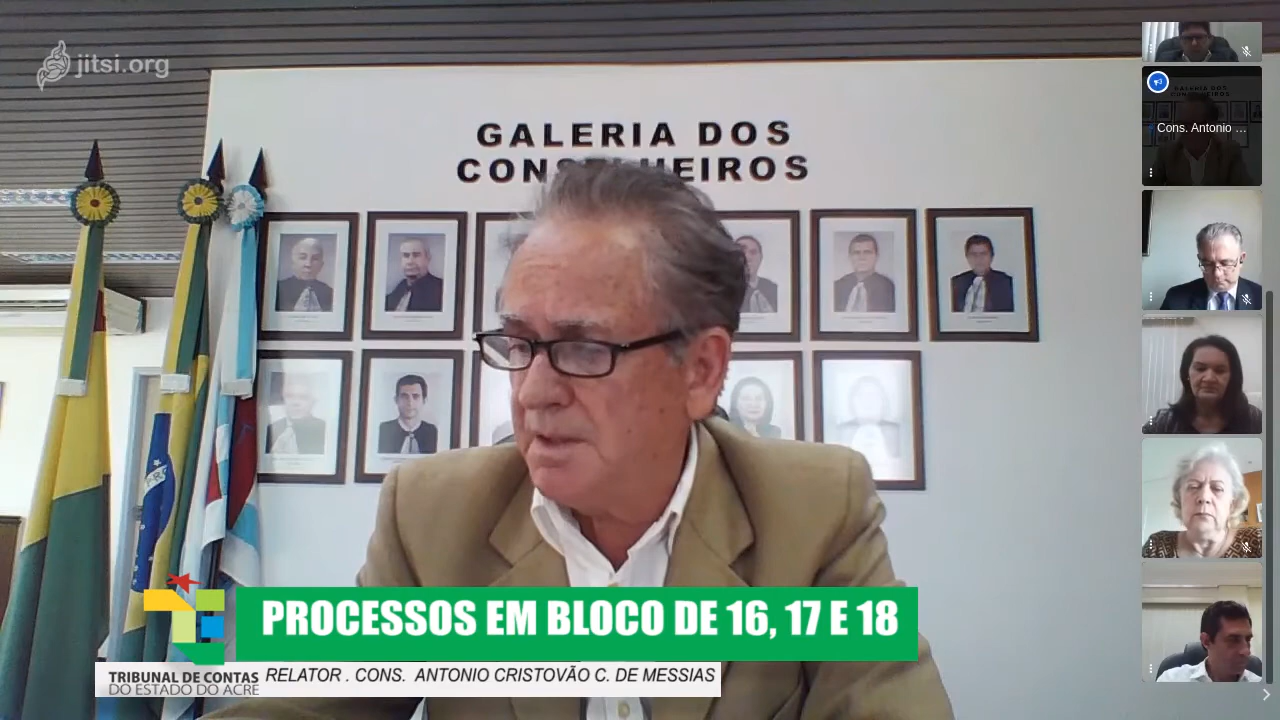 jitsi.org
GALERIA DOS
CONSELHEIROS
Cons. Antonio ...
PROCESSOS EM BLOCO DE 16, 17 E 18
RELATOR . CONS. ANTONIO CRISTOVÃO C. DE MESSIAS
TRIBUNAL DE CONTAS
DO ESTADO DO ACRE